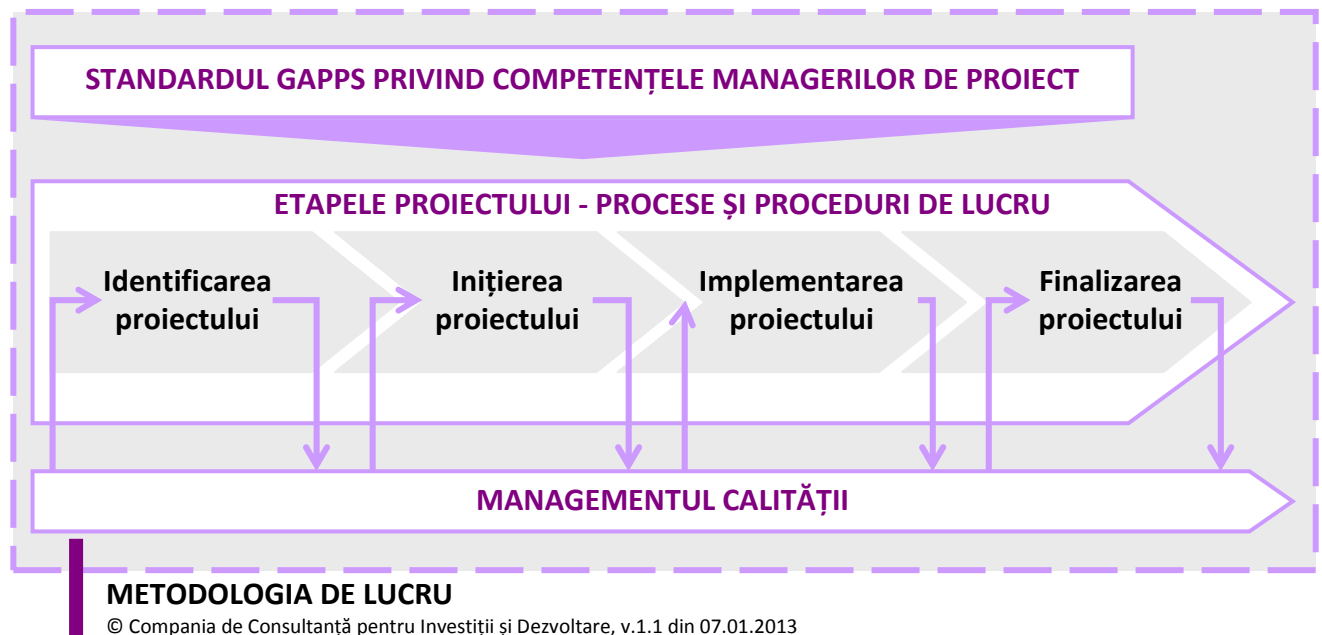 STANDARDUL GAPPS PRIVIND COMPETENȚELE MANAGERILOR DE PROIECT
ETAPELE PROIECTULUI - PROCESE ȘI PROCEDURI DE LUCRU
Identificarea
proiectului
Inițierea
proiectului
Implementarea
proiectului
Finalizarea
proiectului
MANAGEMENTUL CALITĂȚII
METODOLOGIA DE LUCRU
© Compania de Consultanță pentru Investiții și Dezvoltare, v.1.1 din 07.01.2013